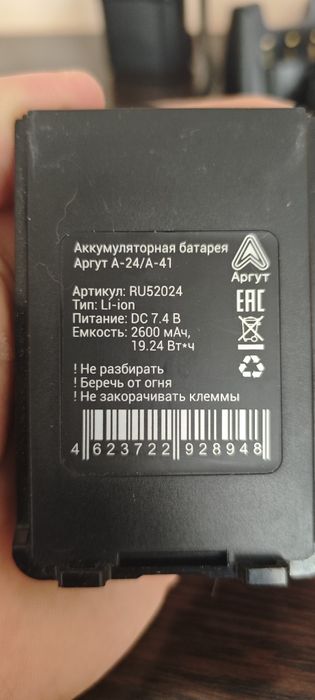 Аккумуляторная батарея
Аргут А-24/А-41
Аргут
Артикул: RU52024
Тип: Li-ion
Питание: DC 7.4 В
Емкость: 2600 мАч,
19.24 Вт*ч
EAC
! Не разбирать
! Беречь от огня
! Не закорачивать клеммы
4 623722 928948